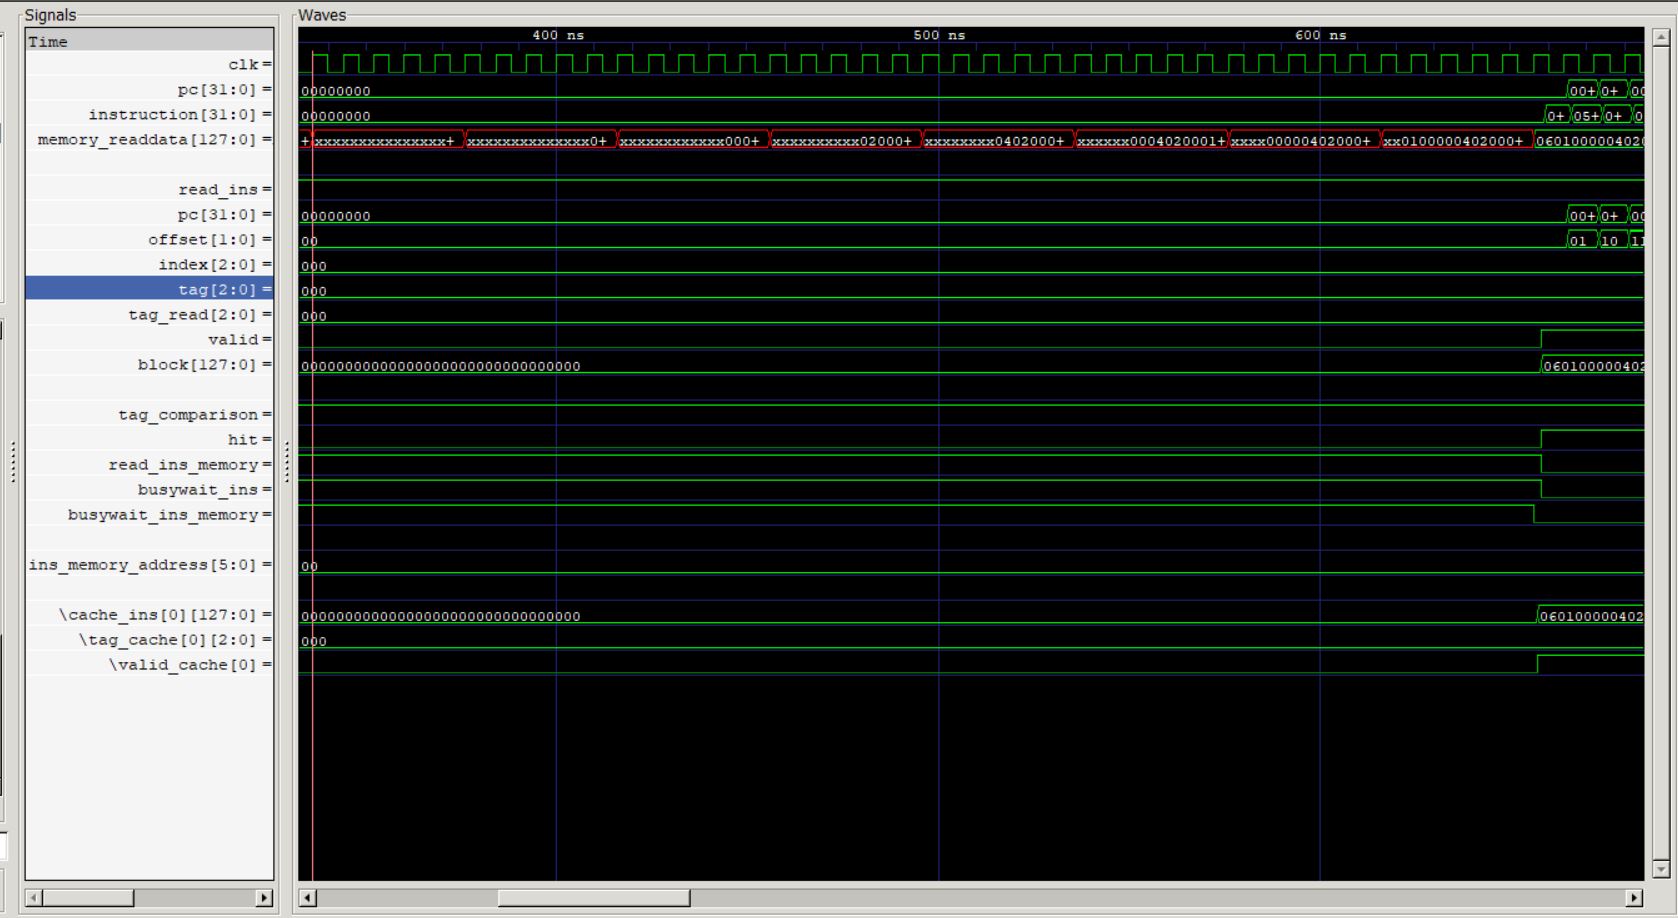 Signals Waves
Time 400 ns 500 ns 600 ns
clk=
pc[31:0]= 00000000 00+ 0+ 00
instruction[31:0]= 00000000 0+ 05+ 0+ 0
memory_readdata[127:0]= + xxxxxxxxxxxxxxx+ xxxxxxxxxxxxxx0+ xxxxxxxxxxxx000+ xxxxxxxxxx02000+ xxxxxxxx0402000+ xxxxxx0004020001+ xxxx00000402000+ xx0100000402000+ 0601000004020
read_ins=
pc[31:0]= 00000000 00+ 0+ 00
offset[1:0]= 00 01 10 11
index[2:0]= 000
tag[2:0]= 000
tag_read[2:0]= 000
valid=
block[127:0]= 00000000000000000000000000000000 060100000402
tag_comparison=
hit=
read_ins_memory=
busywait_ins=
busywait_ins_memory=
ins_memory_address[5:0]= 00
\cache_ins[0][127:0]= 00000000000000000000000000000000 060100000402
\tag_cache[0][2:0]= 000
\valid_cache[0]=